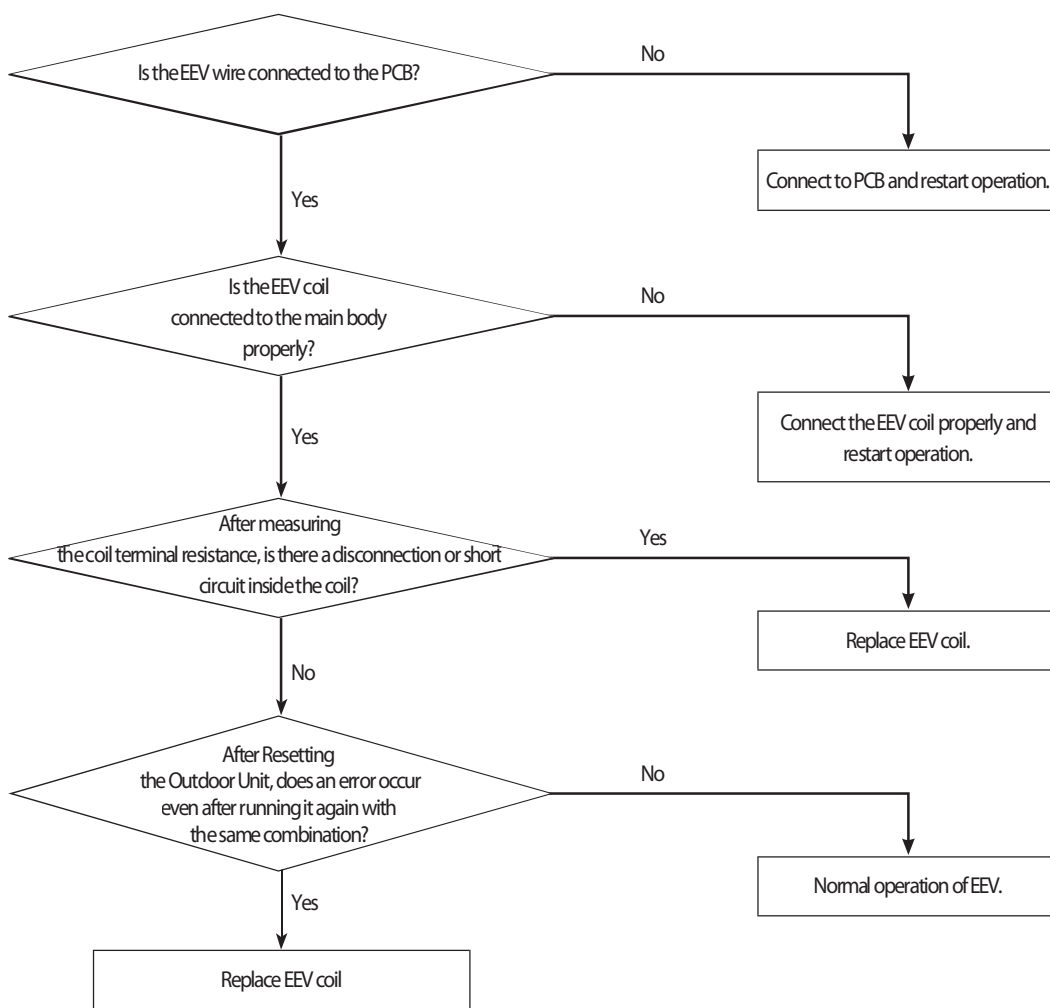 Is the EEV wire connected to the PCB?
No
Connect to PCB and restart operation.
Yes
Is the EEV coil
connected to the main body
properly?
No
Connect the EEV coil properly and
restart operation.
Yes
After measuring
the coil terminal resistance, is there a disconnection or short
circuit inside the coil?
Yes
Replace EEV coil.
No
After Resetting
the Outdoor Unit, does an error occur
even after running it again with
the same combination?
No
Normal operation of EEV.
Yes
Replace EEV coil